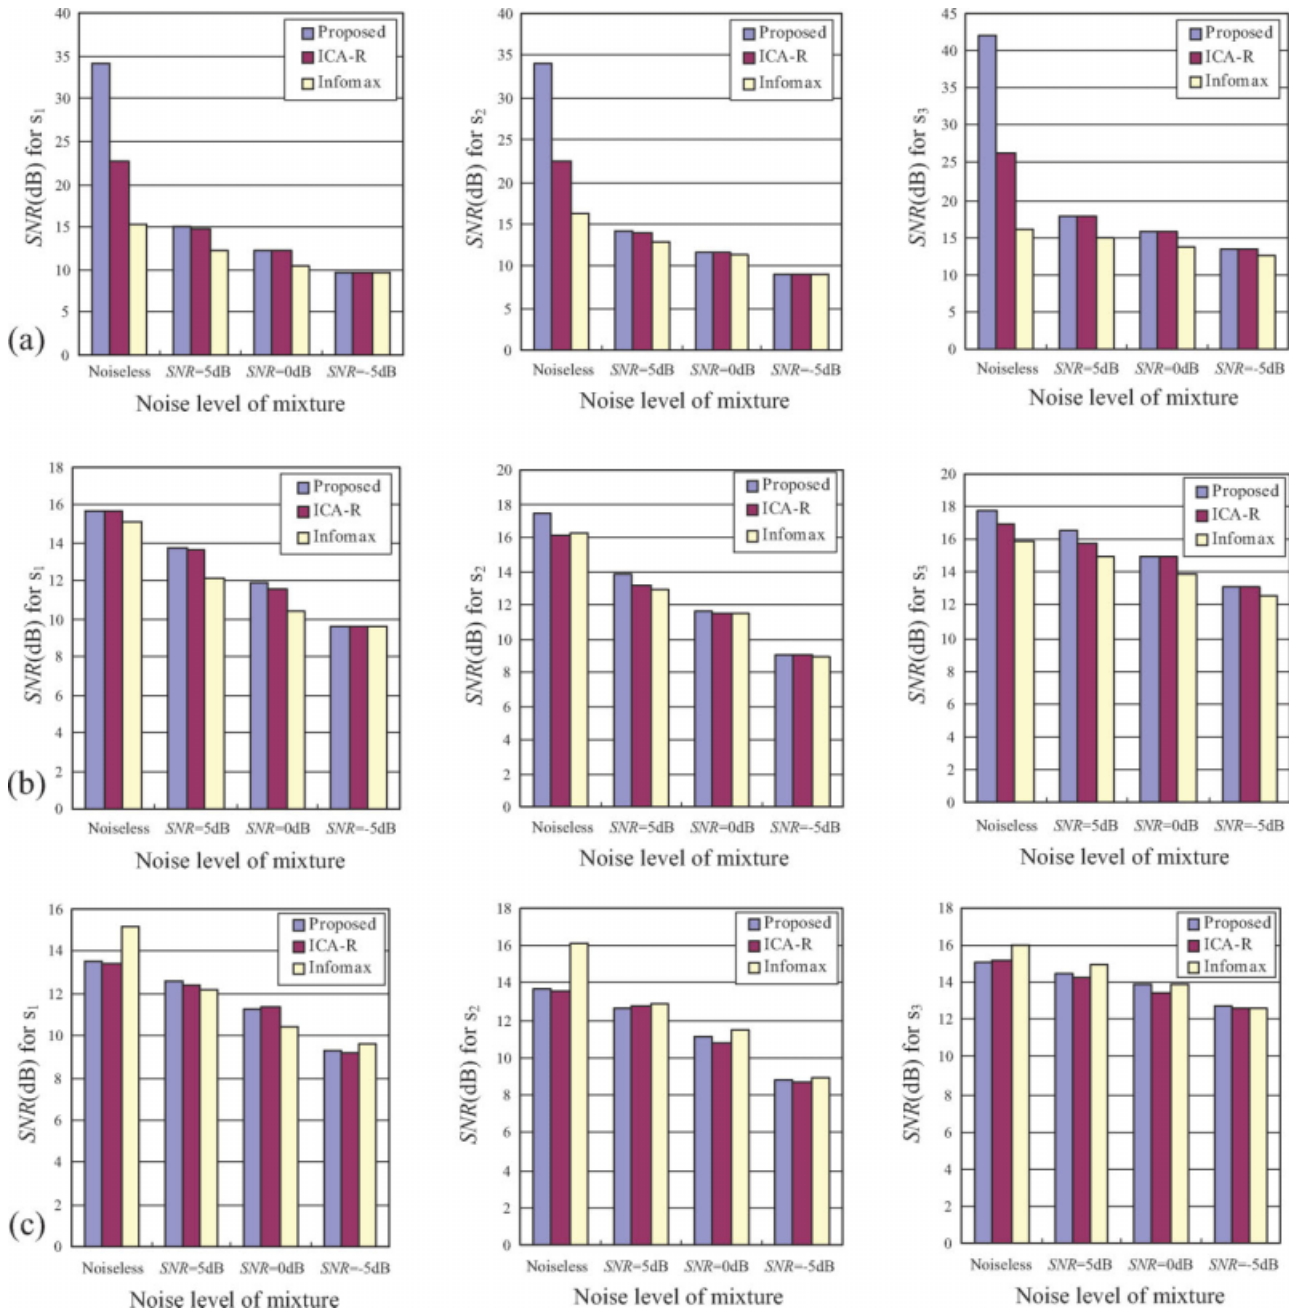 40
35
30
25
20
15
10
5
0
SNR(dB) for s1
Proposed
ICA-R
Infomax
Noiseless SNR=5dB SNR=0dB SNR=-5dB
Noise level of mixture
40
35
30
25
20
15
10
5
0
SNR(dB) for s2
Proposed
ICA-R
Infomax
Noiseless SNR=5dB SNR=0dB SNR=-5dB
Noise level of mixture
45
40
35
30
45
25
20
15
10
5
0
SNR(dB) for s3
Proposed
ICA-R
Infomax
Noiseless SNR=5dB SNR=0dB SNR=-5dB
Noise level of mixture
(a)
18
16
14
12
10
8
6
4
2
0
SNR(dB) for s1
Proposed
ICA-R
Infomax
Noiseless SNR=5dB SNR=0dB SNR=-5dB
Noise level of mixture
20
18
16
14
12
10
8
6
4
2
0
SNR(dB) for s2
Proposed
ICA-R
Infomax
Noiseless SNR=5dB SNR=0dB SNR=-5dB
Noise level of mixture
20
18
16
14
12
10
8
6
4
2
0
SNR(dB) for s3
Proposed
ICA-R
Infomax
Noiseless SNR=5dB SNR=0dB SNR=-5dB
Noise level of mixture
(b)
16
14
12
10
8
6
4
2
0
SNR(dB) for s1
Proposed
ICA-R
Infomax
Noiseless SNR=5dB SNR=0dB SNR=-5dB
Noise level of mixture
18
16
14
12
10
8
6
4
2
0
SNR(dB) for s2
Proposed
ICA-R
Infomax
Noiseless SNR=5dB SNR=0dB SNR=-5dB
Noise level of mixture
18
16
14
12
10
8
6
4
2
0
SNR(dB) for s3
Proposed
ICA-R
Infomax
Noiseless SNR=5dB SNR=0dB SNR=-5dB
Noise level of mixture
(c)